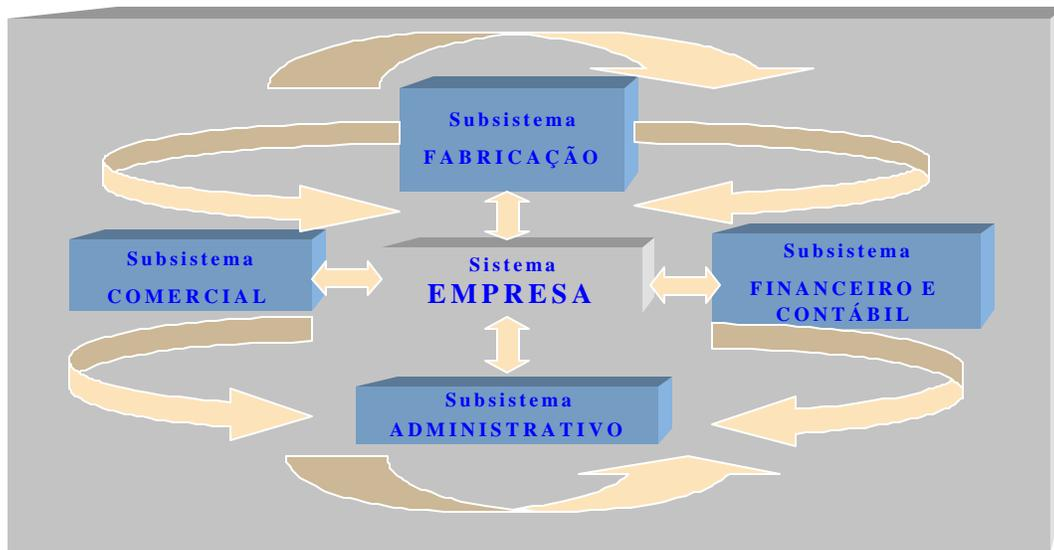 Subsistema
FABRICAÇÃO
Subsistema
COMERCIAL
Sistema
EMPRESA
Subsistema
FINANCEIRO E
CONTÁBIL
Subsistema
ADMINISTRATIVO